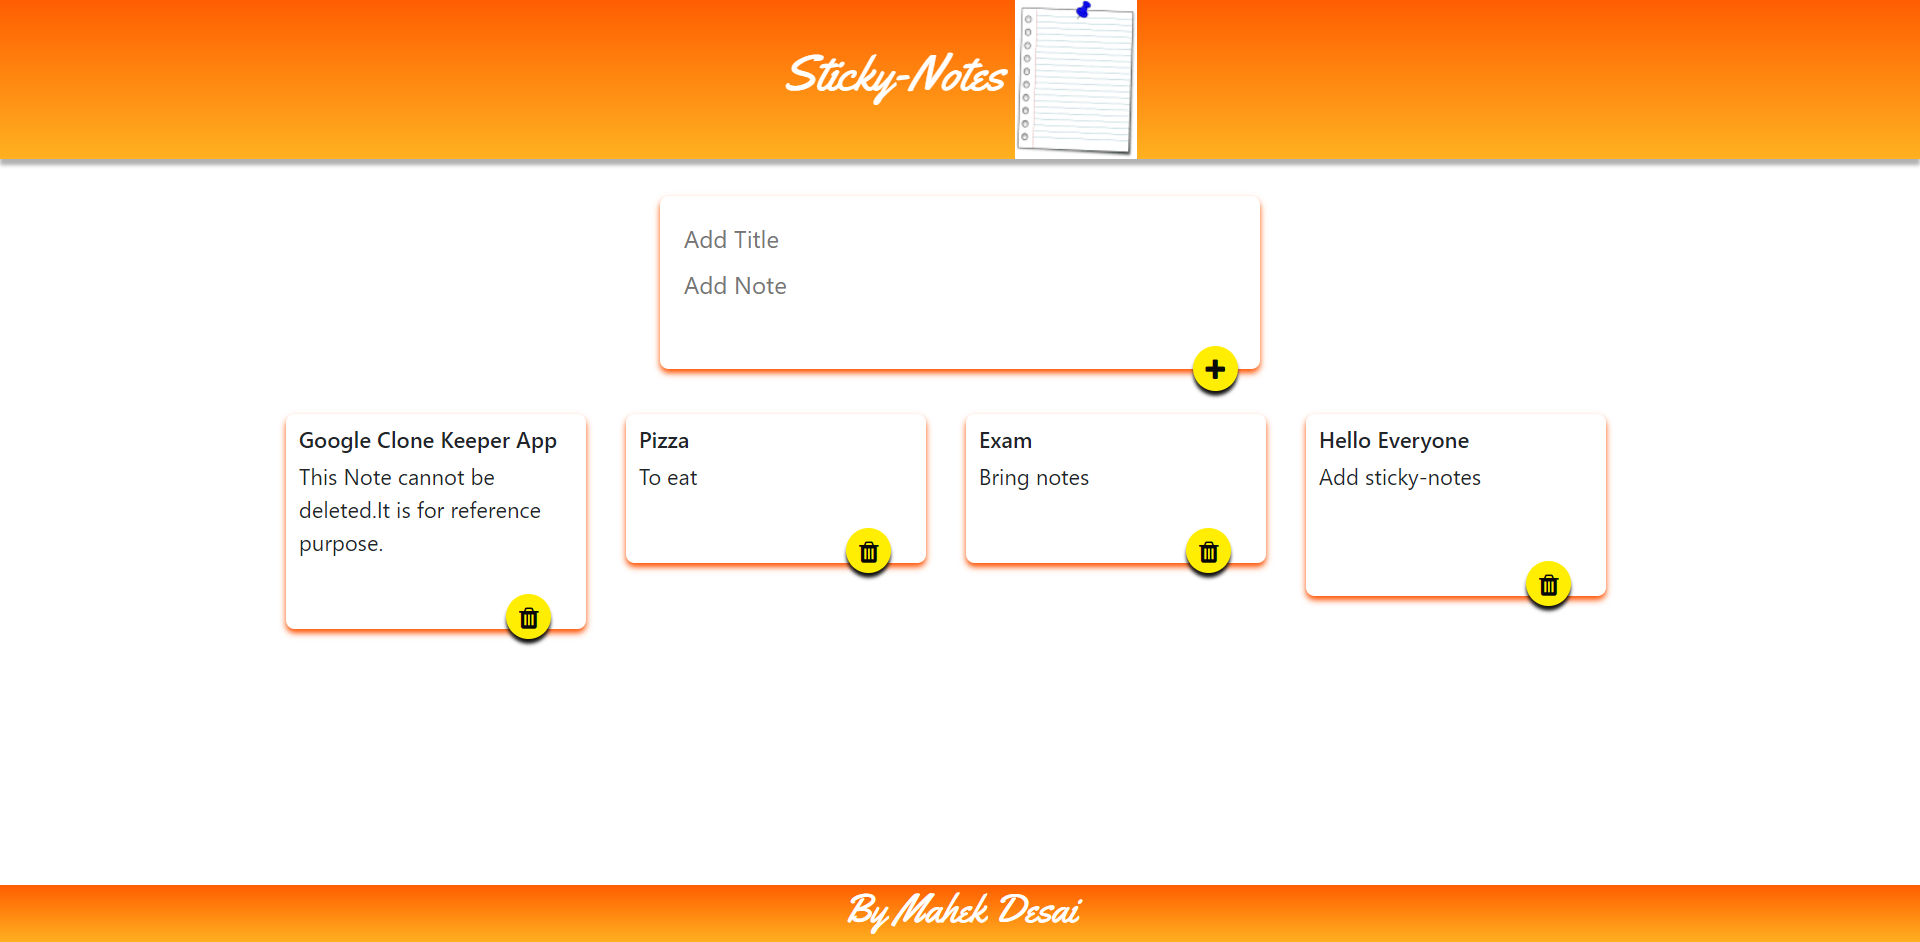 Sticky-Notes
Add Title
Add Note
Google Clone Keeper App
This Note cannot be
deleted.It is for reference
purpose.
Pizza
To eat
Exam
Bring notes
Hello Everyone
Add sticky-notes
By Mahek Desai